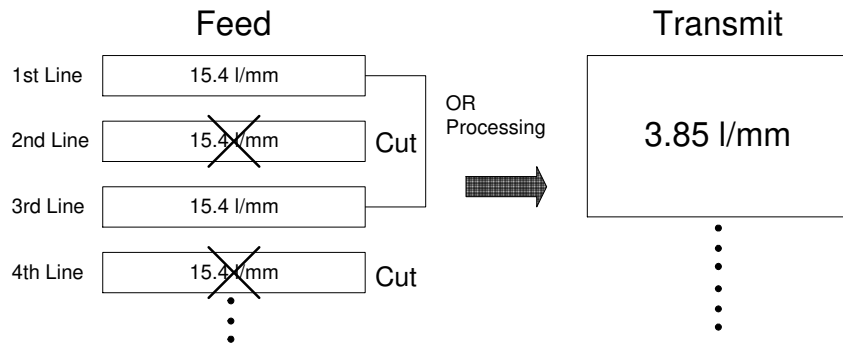 Feed
Transmit
1st Line
15.4 l/mm
2nd Line
15.4 l/mm
Cut
3rd Line
15.4 l/mm
4th Line
15.4 l/mm
Cut
OR
Processing
3.85 l/mm